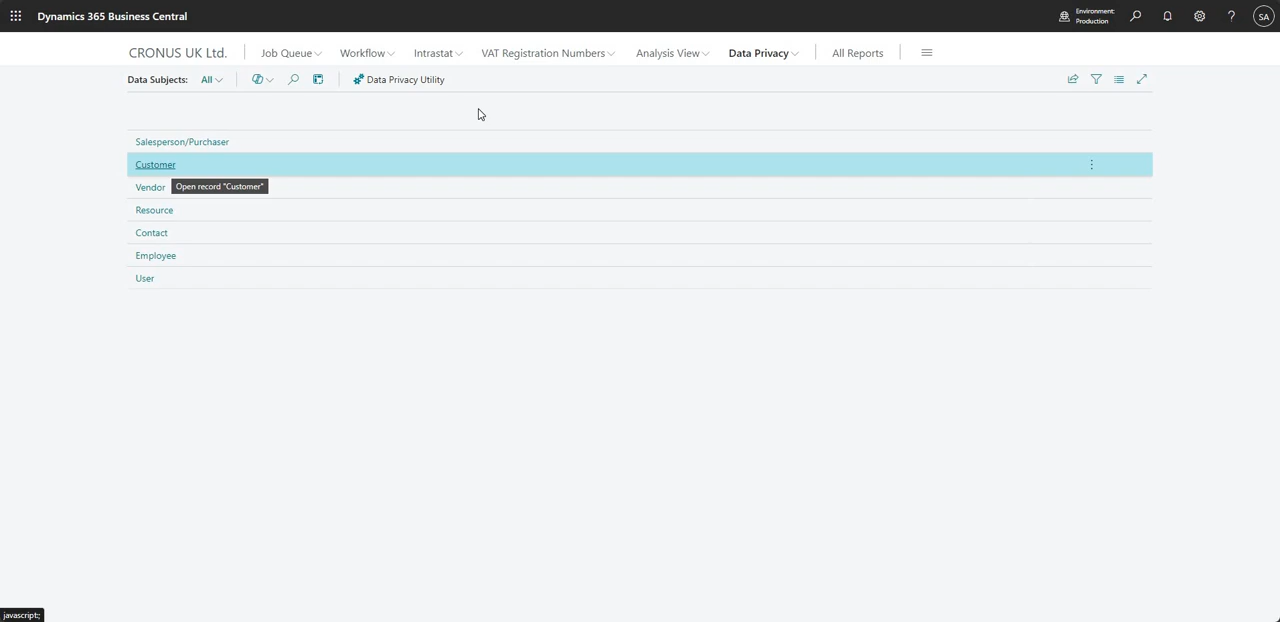 Dynamics 365 Business Central
Environment:
Production
SA
CRONUS UK Ltd.
Job Queue
Workflow
Intrastat
VAT Registration Numbers
Analysis View
Data Privacy
All Reports
Data Subjects:
All
Data Privacy Utility
Salesperson/Purchaser
Customer
Vendor
Open record "Customer"
Resource
Contact
Employee
User
javascript:;